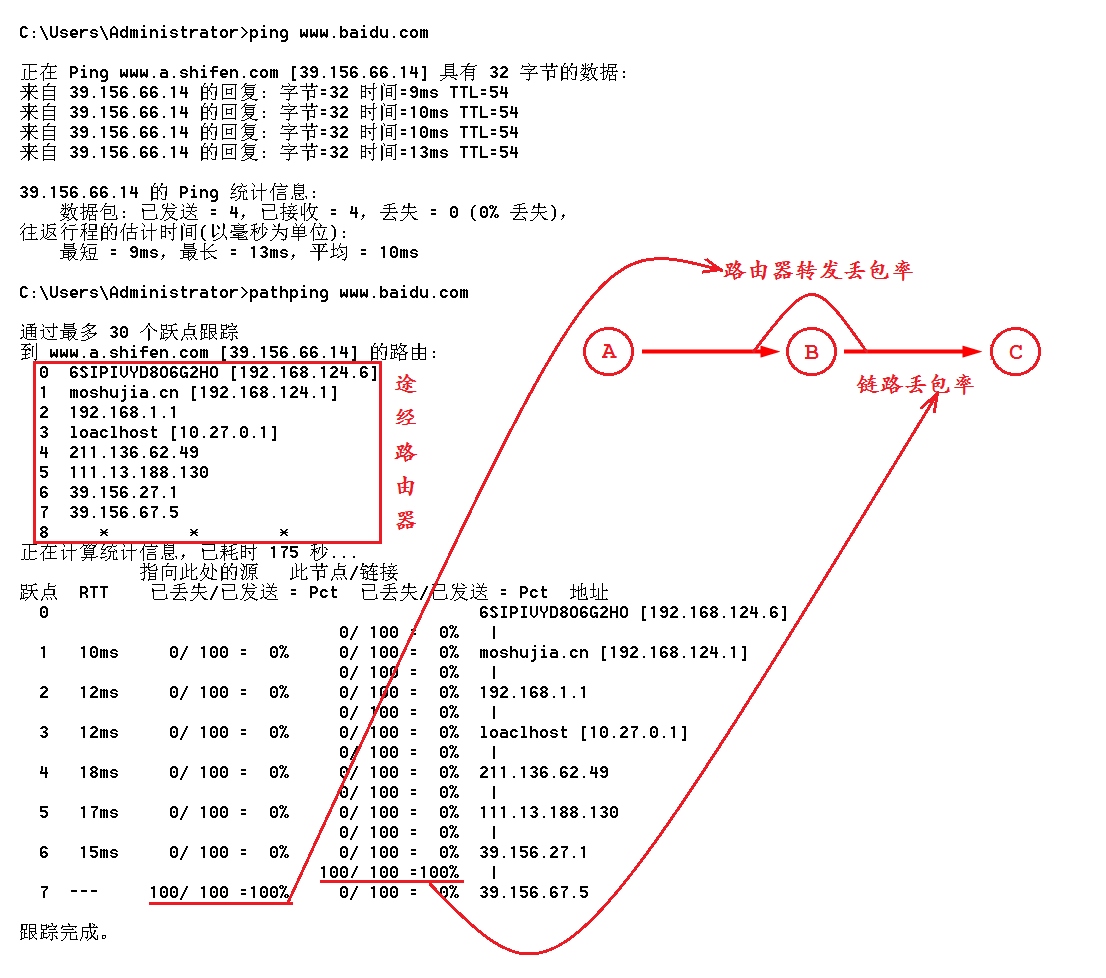 C:\Users\Administrator>ping www.baidu.com
正在 Ping www.a.shifen.com [39.156.66.14] 具有 32 字节的数据:
来自 39.156.66.14 的回复: 字节=32 时间=9ms TTL=54
来自 39.156.66.14 的回复: 字节=32 时间=10ms TTL=54
来自 39.156.66.14 的回复: 字节=32 时间=10ms TTL=54
来自 39.156.66.14 的回复: 字节=32 时间=13ms TTL=54
39.156.66.14 的 Ping 统计信息:
数据包: 已发送 = 4, 已接收 = 4, 丢失 = 0 (0% 丢失),
往返行程的估计时间(以毫秒为单位):
最短 = 9ms, 最长 = 13ms, 平均 = 10ms
C:\Users\Administrator>pathping www.baidu.com
通过最多 30 个跃点跟踪
到 www.a.shifen.com [39.156.66.14] 的路由:
0 6SIPIVYD8O6G2HO [192.168.124.6]
1 moshujia.cn [192.168.124.1]
2 192.168.1.1
3 loaclhost [10.27.0.1]
4 211.136.62.49
5 111.13.188.130
6 39.156.27.1
7 39.156.67.5
8 * * *
途
经
路
由
器
路由器转发丢包率
A B C
链路丢包率
正在计算统计信息, 已耗时 175 秒...
指向此处的源 此节点/链接
跃点 RTT 已丢失/已发送 = Pct 已丢失/已发送 = Pct 地址
0 6SIPIVYD8O6G2HO [192.168.124.6]
0/ 100 = 0% |
1 10ms 0/ 100 = 0% 0/ 100 = 0% moshujia.cn [192.168.124.1]
0/ 100 = 0% |
2 12ms 0/ 100 = 0% 0/ 100 = 0% 192.168.1.1
0/ 100 = 0% |
3 12ms 0/ 100 = 0% 0/ 100 = 0% loaclhost [10.27.0.1]
0/ 100 = 0% |
4 18ms 0/ 100 = 0% 0/ 100 = 0% 211.136.62.49
0/ 100 = 0% |
5 17ms 0/ 100 = 0% 0/ 100 = 0% 111.13.188.130
0/ 100 = 0% |
6 15ms 0/ 100 = 0% 0/ 100 = 0% 39.156.27.1
100/ 100 =100% |
7 --- 100/ 100 =100% 0/ 100 = 0% 39.156.67.5
跟踪完成。